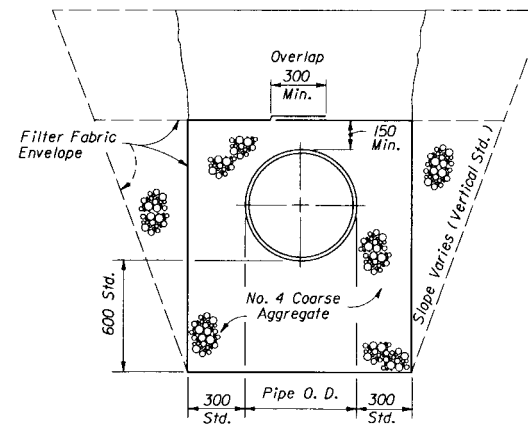 Overlap
300
Min.
150
Min.
Filter Fabric
Envelope
Slope Varies (Vertical Std.)
600 Std.
No. 4 Coarse
Aggregate
300
Std.
Pipe O. D.
300
Std.